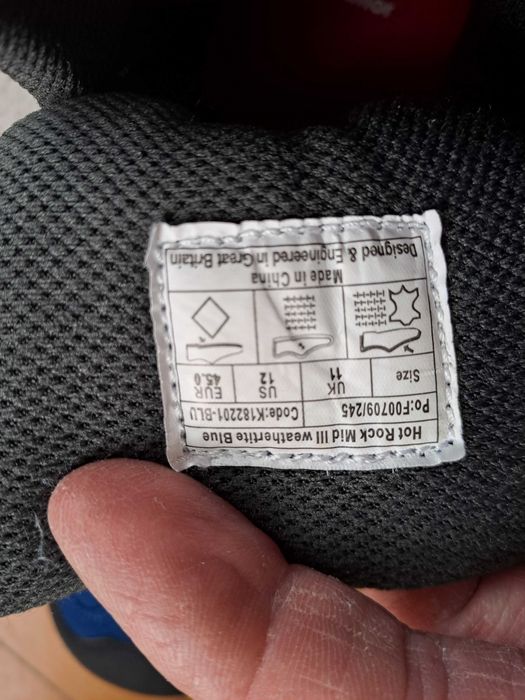 Hot Rock Mid III weatherlite Blue
Po:F00709/245 Code:K182201-BLU
Size UK 11 US 12 EUR 45.0
Made in China
Designed & Engineered in Great Britain